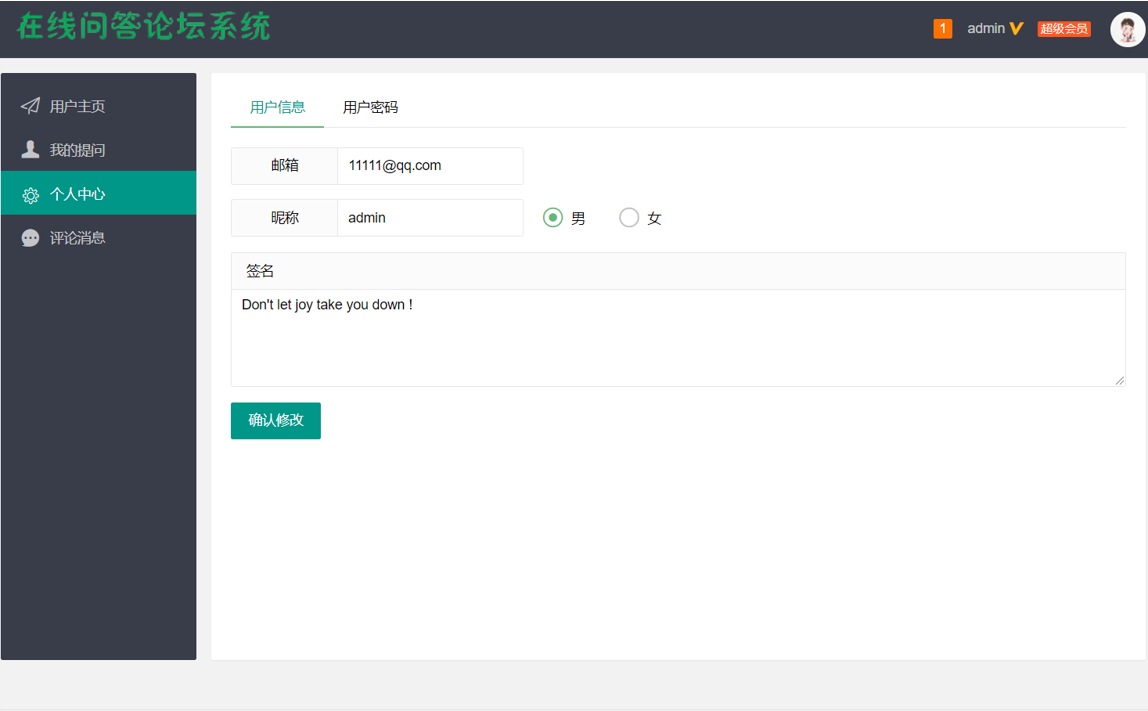 在线问答论坛系统
1 admin 超级会员
用户主页
我的提问
个人中心
评论消息
用户信息 用户密码
邮箱 11111@qq.com
昵称 admin 男 女
签名
Don't let joy take you down !
确认修改